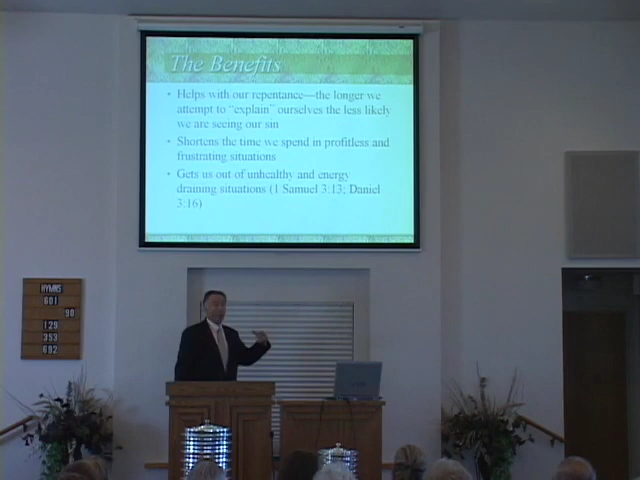 The Benefits
• Helps with our repentance—the longer we
attempt to "explain" ourselves the less likely
we are seeing our sin
• Shortens the time we spend in profitless and
frustrating situations
• Gets us out of unhealthy and energy
draining situations (1 Samuel 3:13; Daniel
3:16)
HYMNS
601
90
129
353
692